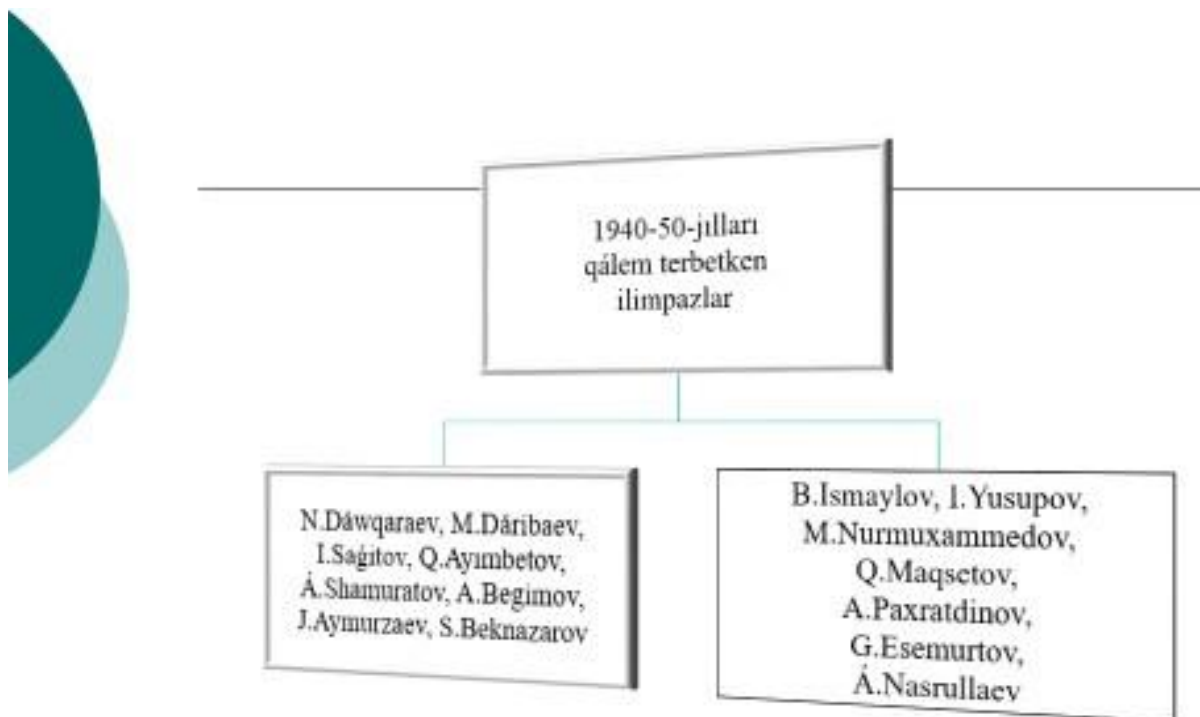 1940-50-jılları
qálem terbetken
ilimpazlar
N.Dáwqaraev, M.Dáribaev,
I.Saǵitov, Q.Ayımbetov,
Á.Shamuratov, A.Begimov,
J.Aymurzaev, S.Beknazarov
B.Ismaylov, I.Yusupov,
M.Nurmuxammedov,
Q.Maqsetov,
A.Paxratdinov,
G.Esemurtov,
Á.Nasrullaev